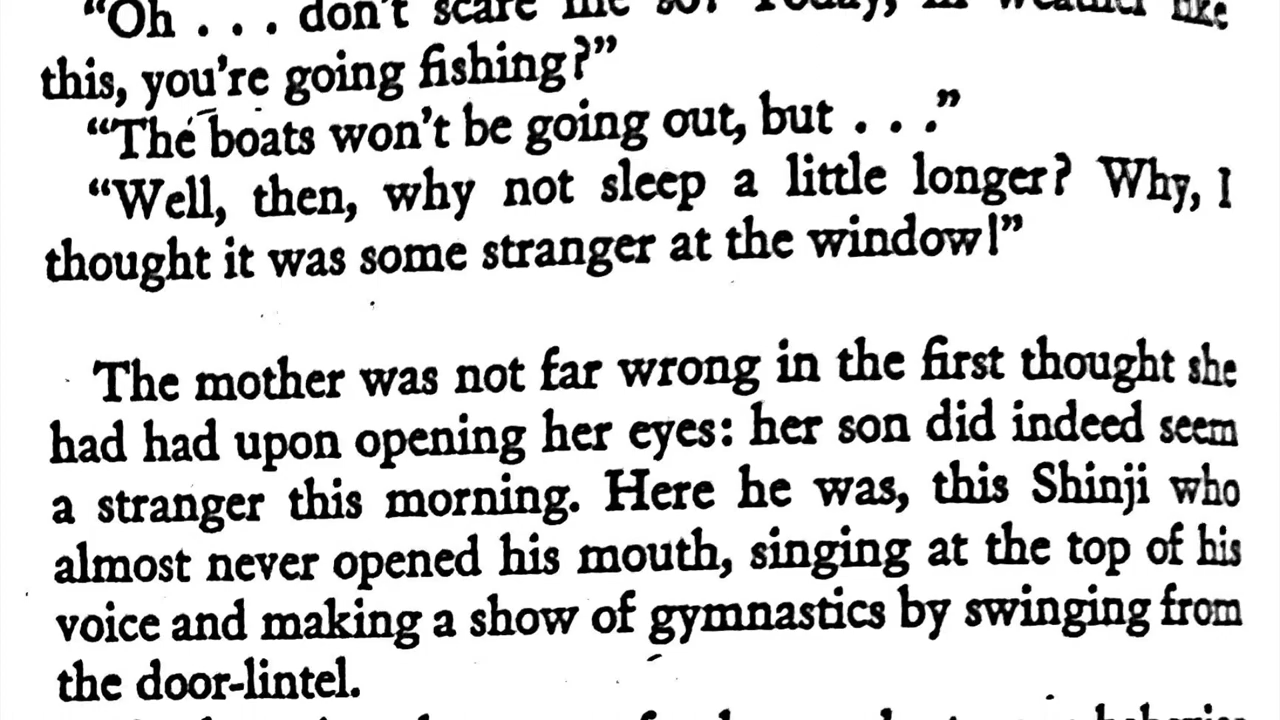 “Oh . . . don't scare me so! Today, in weather like
this, you're going fishing?”
“The boats won't be going out, but . . .”
“Well, then, why not sleep a little longer? Why, I
thought it was some stranger at the window!”
The mother was not far wrong in the first thought she
had had upon opening her eyes: her son did indeed seem
a stranger this morning. Here he was, this Shinji who
almost never opened his mouth, singing at the top of his
voice and making a show of gymnastics by swinging from
the door-lintel.